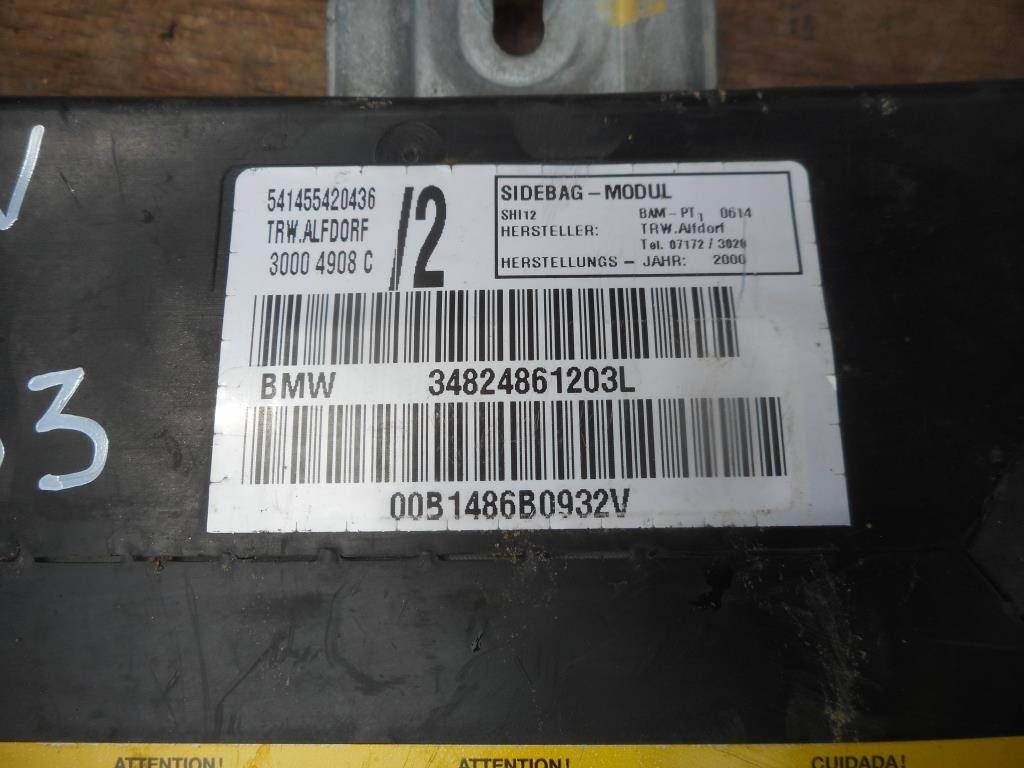 541455420436
TRW.ALFDORF
3000 4908 C
/2
SIDEBAG - MODUL
SHI12 BAM - PT1 0614
HERSTELLER: TRW.Alfdorf
Tel. 07172 / 3020
HERSTELLUNGS - JAHR: 2000
BMW 34824861203L
00B1486B0932V
3
ATTENTION! ATTENTION! CUIDADA!